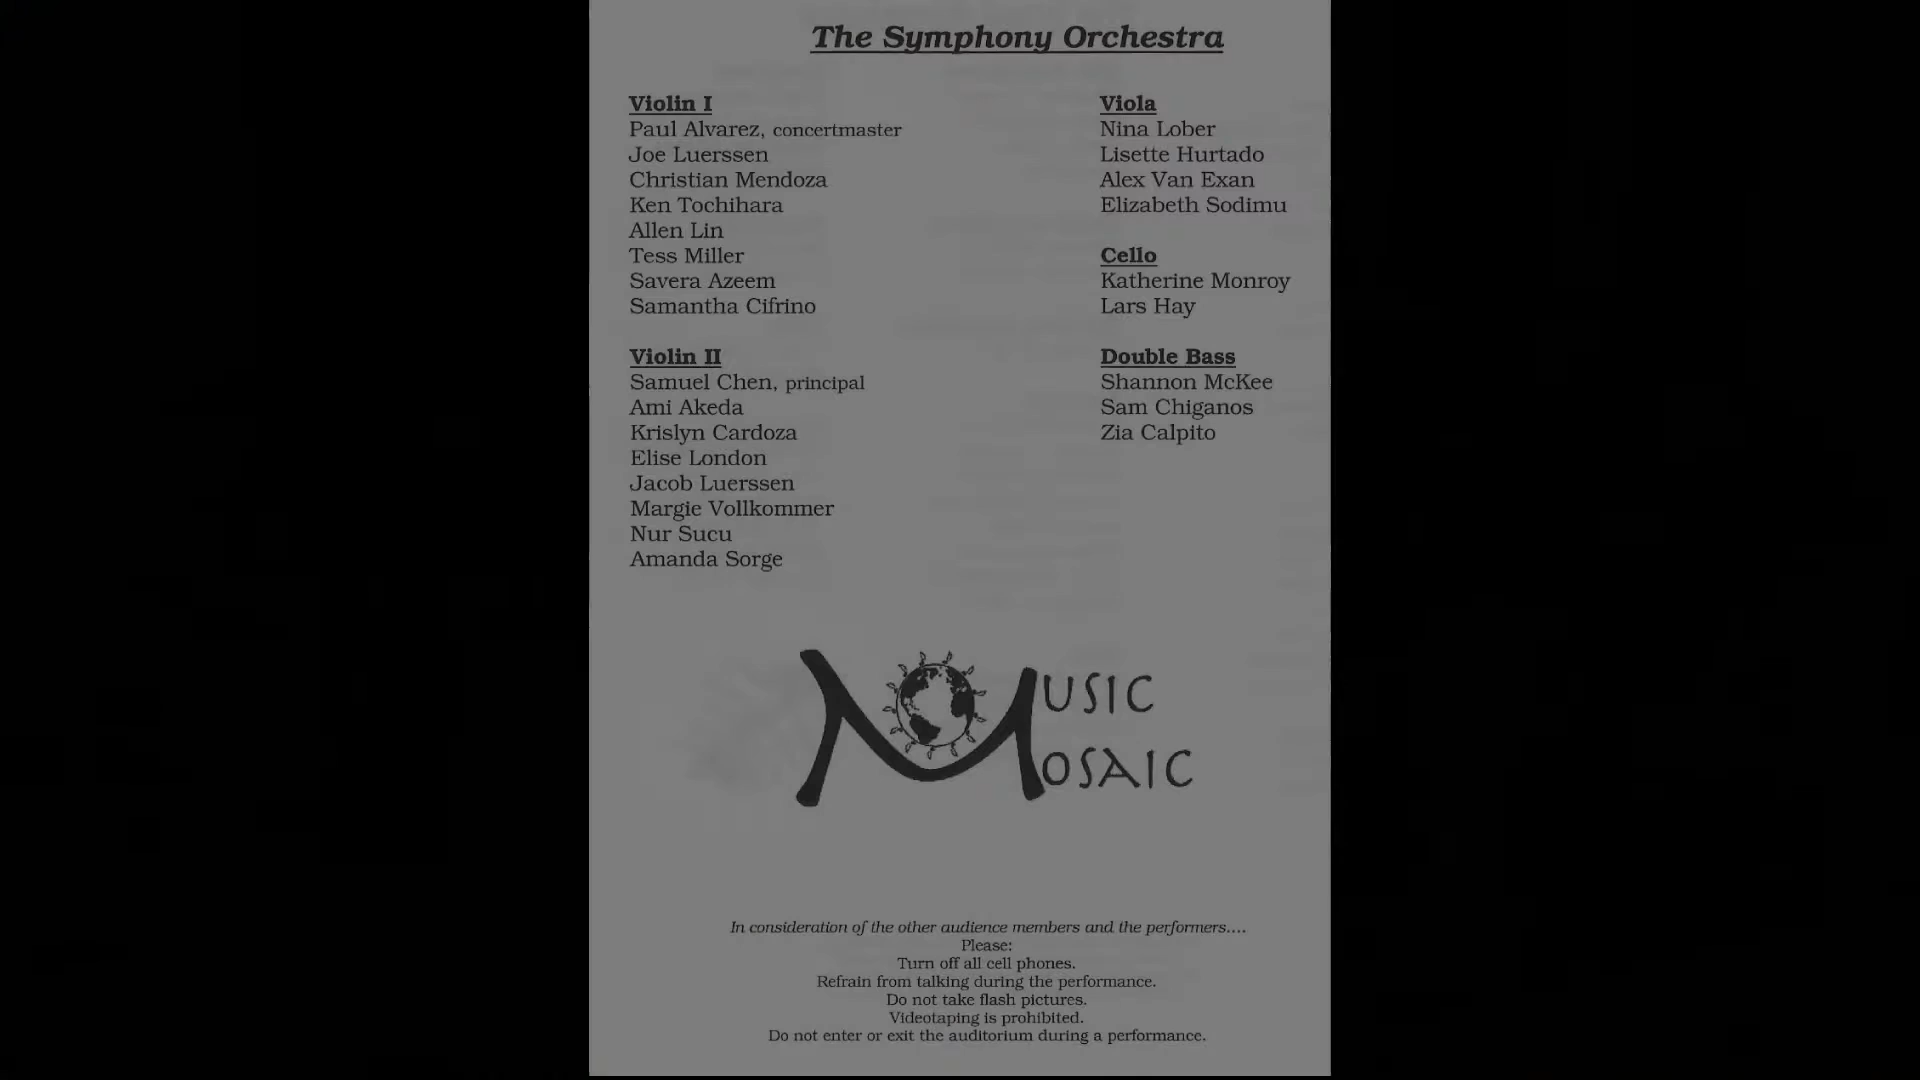 The Symphony Orchestra
Violin I
Paul Alvarez, concertmaster
Joe Luerssen
Christian Mendoza
Ken Tochihara
Allen Lin
Tess Miller
Savera Azeem
Samantha Cifrino
Violin II
Samuel Chen, principal
Ami Akeda
Krislyn Cardoza
Elise London
Jacob Luerssen
Margie Vollkommer
Nur Sucu
Amanda Sorge
Viola
Nina Lober
Lisette Hurtado
Alex Van Exan
Elizabeth Sodimu
Cello
Katherine Monroy
Lars Hay
Double Bass
Shannon McKee
Sam Chiganos
Zia Calpito
Music
Mosaic
In consideration of the other audience members and the performers....
Please:
Turn off all cell phones.
Refrain from talking during the performance.
Do not take flash pictures.
Videotaping is prohibited.
Do not enter or exit the auditorium during a performance.